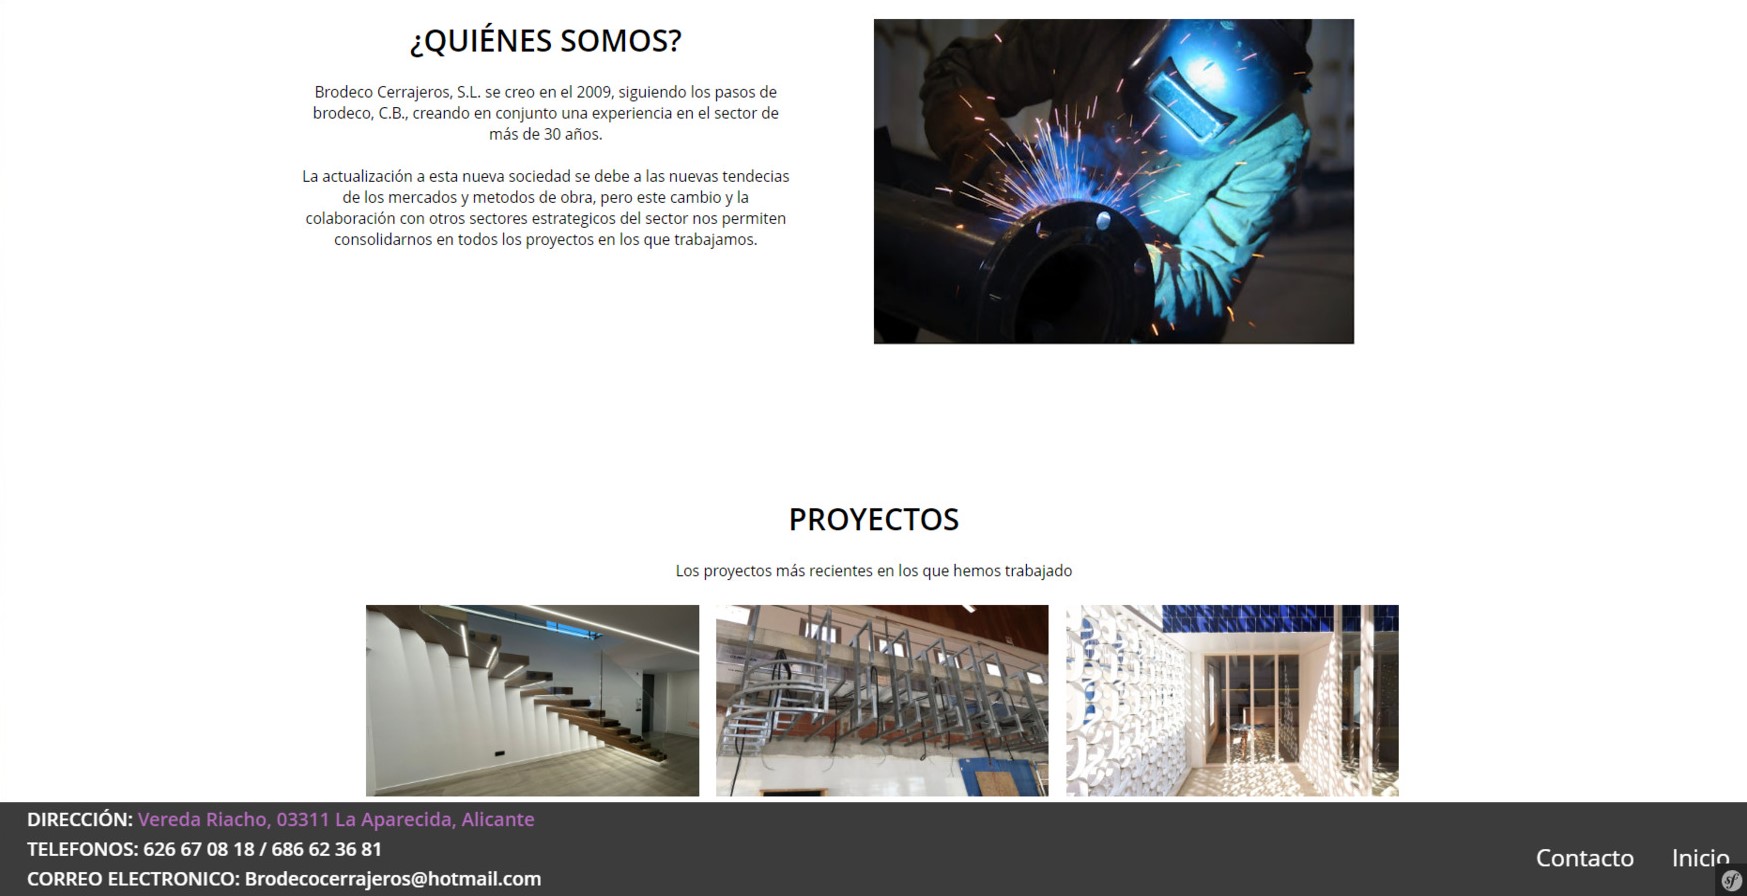 ¿QUIÉNES SOMOS?
Brodeco Cerrajeros, S.L. se creo en el 2009, siguiendo los pasos de
brodeco, C.B., creando en conjunto una experiencia en el sector de
más de 30 años.
La actualización a esta nueva sociedad se debe a las nuevas tendecias
de los mercados y metodos de obra, pero este cambio y la
colaboración con otros sectores estrategicos del sector nos permiten
consolidarnos en todos los proyectos en los que trabajamos.
PROYECTOS
Los proyectos más recientes en los que hemos trabajado
DIRECCIÓN: Vereda Riacho, 03311 La Aparecida, Alicante
TELEFONOS: 626 67 08 18 / 686 62 36 81
CORREO ELECTRONICO: Brodecocerrajeros@hotmail.com
Contacto
Inicio
sf